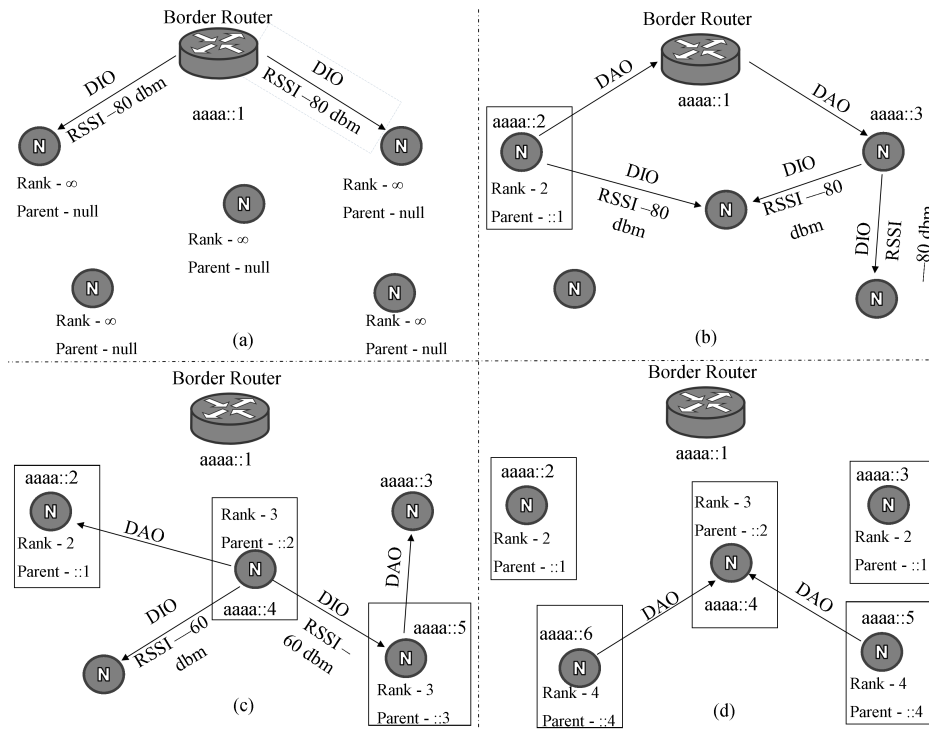 Border Router
DIO
RSSI –80 dbm
DIO
RSSI –80 dbm
aaaa::1
N
Rank - ∞
Parent - null
N
Rank - ∞
Parent - null
N
Rank - ∞
Parent - null
N
Rank - ∞
Parent - null
N
Rank - ∞
Parent - null
(a)
Border Router
aaaa::1
DAO
DAO
aaaa::2
N
Rank - 2
Parent - ::1
aaaa::3
N
DIO
RSSI —80
dbm
DIO
RSSI —80
dbm
N
DIO
RSSI
—80 dbm
N
N
(b)
Border Router
aaaa::1
aaaa::2
N
Rank - 2
Parent - ::1
DAO
Rank - 3
Parent - ::2
N
aaaa::4
aaaa::3
N
DAO
DIO
RSSI —60
dbm
DIO
RSSI –
60 dbm
N
aaaa::5
N
Rank - 3
Parent - ::3
(c)
Border Router
aaaa::1
aaaa::2
N
Rank - 2
Parent - ::1
Rank - 3
Parent - ::2
N
aaaa::4
aaaa::3
N
Rank - 2
Parent - ::1
DAO
DAO
aaaa::6
N
Rank - 4
Parent - ::4
aaaa::5
N
Rank - 4
Parent - ::4
(d)